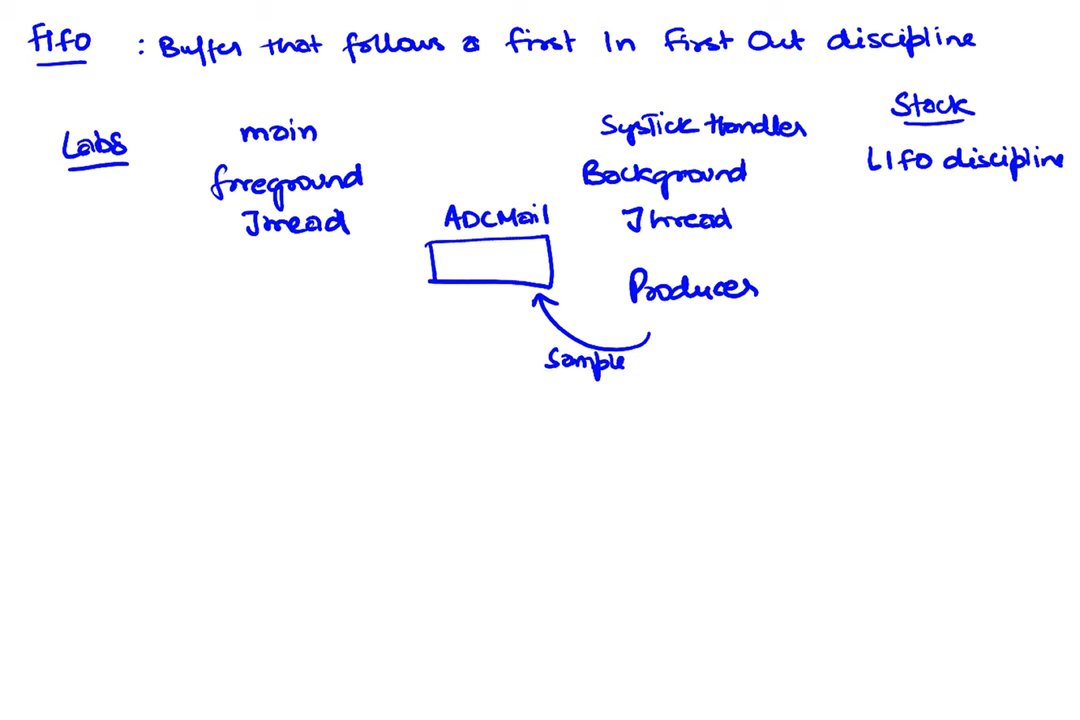 FIFO : Buffer that follows a First In First Out discipline
Stack
Lab8 main SysTick Handler
LIFO discipline
foreground Background
Thread ADCMail Thread
Producer
Sample